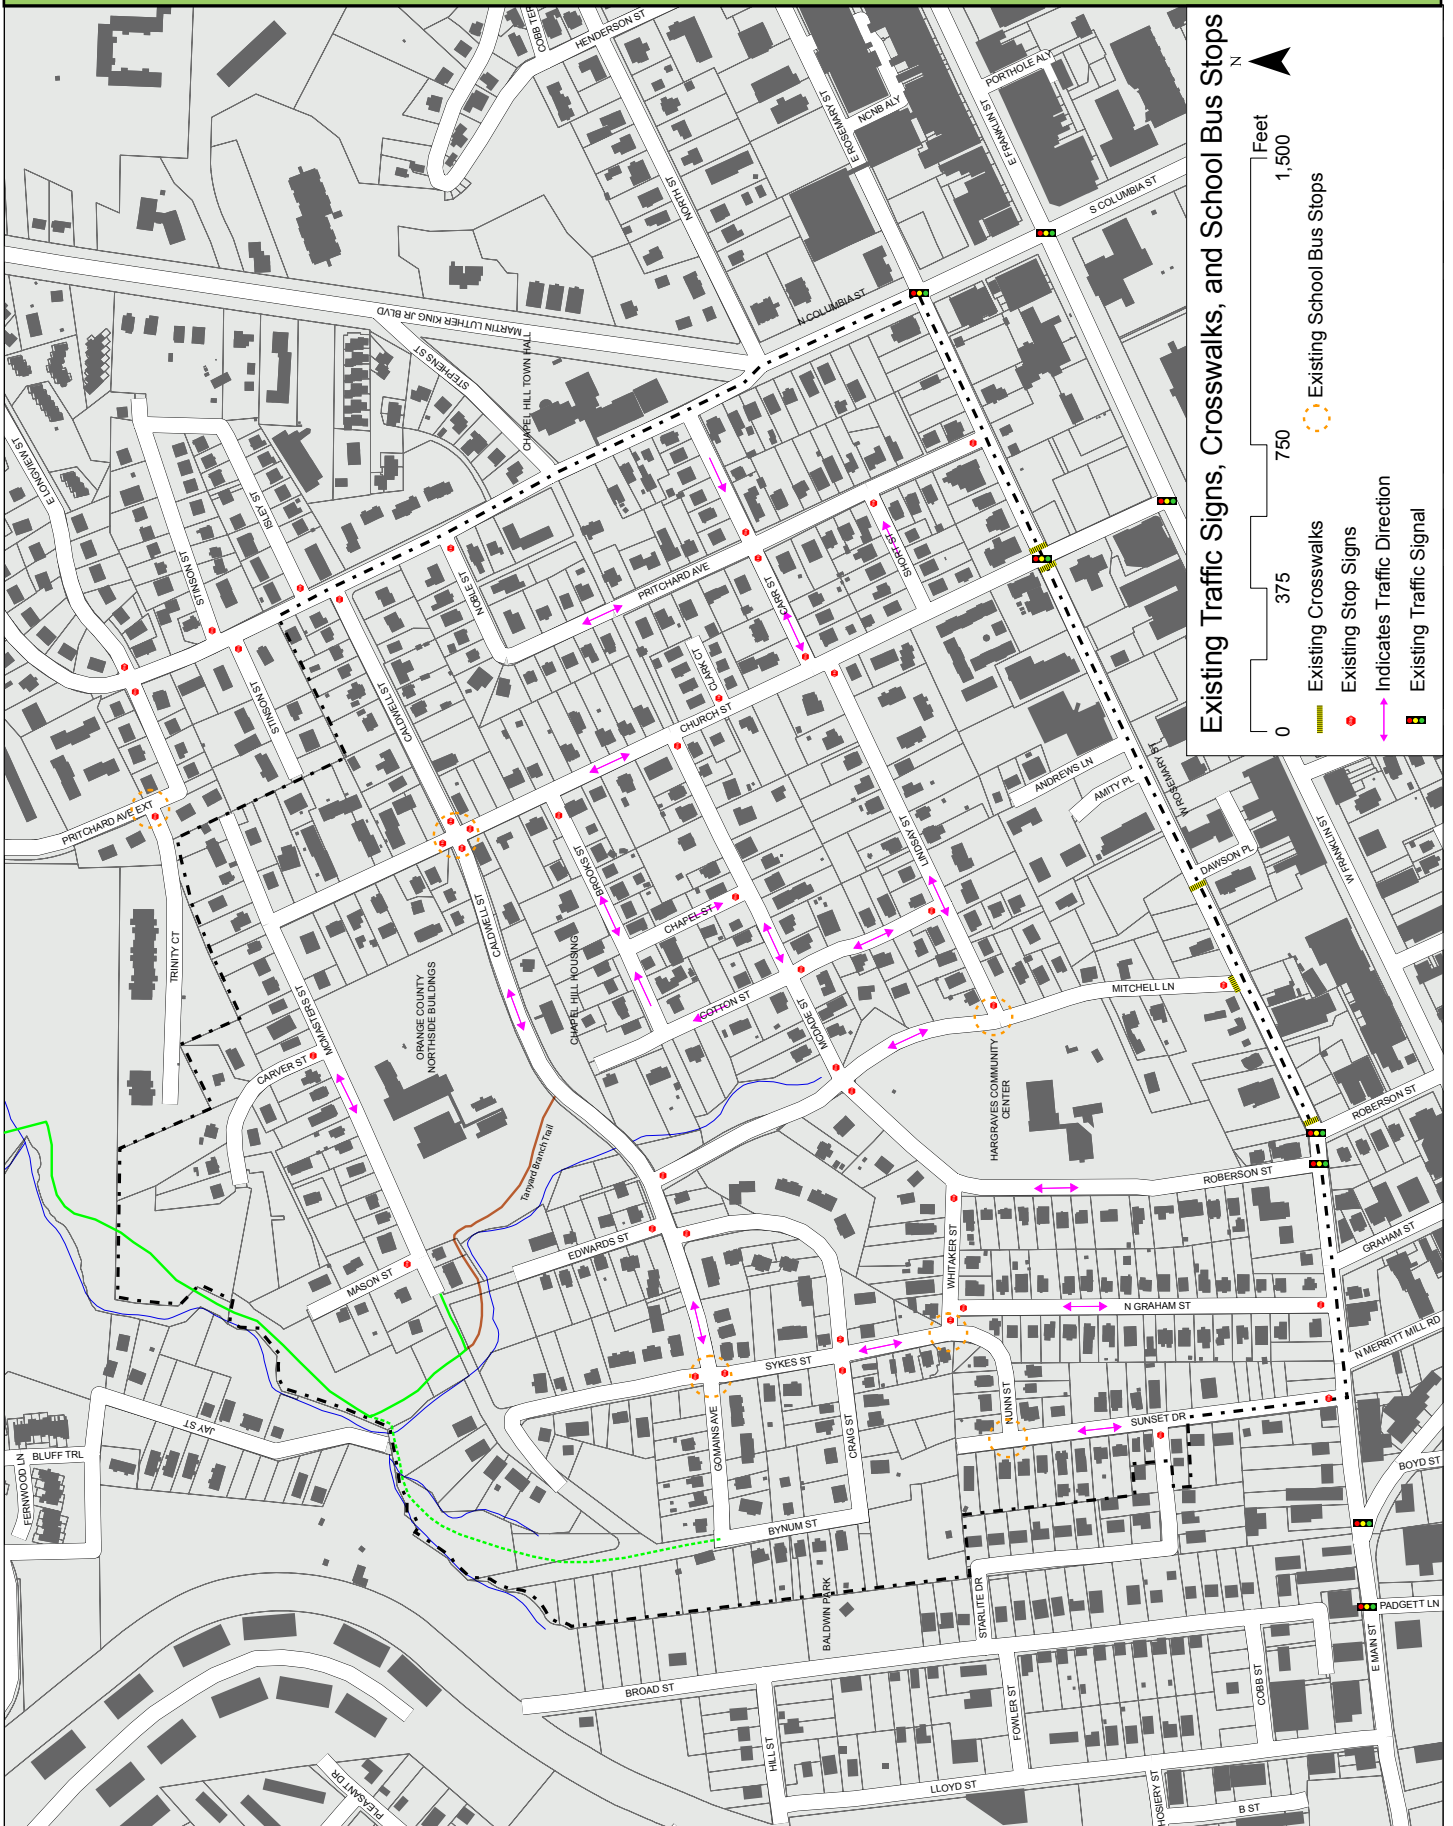 Existing Traffic Signs, Crosswalks, and School Bus Stops
N
0
375
750
1,500
Feet
Existing Crosswalks
Existing Stop Signs
Indicates Traffic Direction
Existing Traffic Signal
Existing School Bus Stops
COBB TER
HENDERSON ST
E ROSEMARY ST
NCNB ALY
PORTHOLE ALY
E FRANKLIN ST
S COLUMBIA ST
NORTH ST
N COLUMBIA ST
MARTIN LUTHER KING JR BLVD
STEPHENS ST
CHAPEL HILL TOWN HALL
E LONGVIEW ST
STINSON ST
ISLEY ST
STINSON ST
NOBLE ST
PRITCHARD AVE
CARR ST
SHORT ST
CLARK CT
CHURCH ST
CALDWELL ST
PRITCHARD AVE EXT
TRINITY CT
CALDWELL ST
BROOKS ST
CHAPEL ST
LINDSAY ST
ANDREWS LN
AMITY PL
W ROSEMARY ST
DAWSON PL
W FRANKLIN ST
MCMASTERS ST
CARVER ST
ORANGE COUNTY
NORTHSIDE BUILDINGS
CHAPEL HILL HOUSING
COTTON ST
MCDADE ST
MITCHELL LN
HARGRAVES COMMUNITY
CENTER
ROBERSON ST
ROBERSON ST
Tanyard Branch Trail
EDWARDS ST
MASON ST
WHITAKER ST
GRAHAM ST
N GRAHAM ST
N MERRITT MILL RD
SYKES ST
NUNN ST
SUNSET DR
GOMAINS AVE
CRAIG ST
BYNUM ST
BOYD ST
JAY ST
BLUFF TRL
FERNWOOD LN
BALDWIN PARK
STARLITE DR
PADGETT LN
E MAIN ST
BROAD ST
FOWLER ST
COBB ST
HILL ST
LLOYD ST
HOSIERY ST
B ST
PLEASANT DR